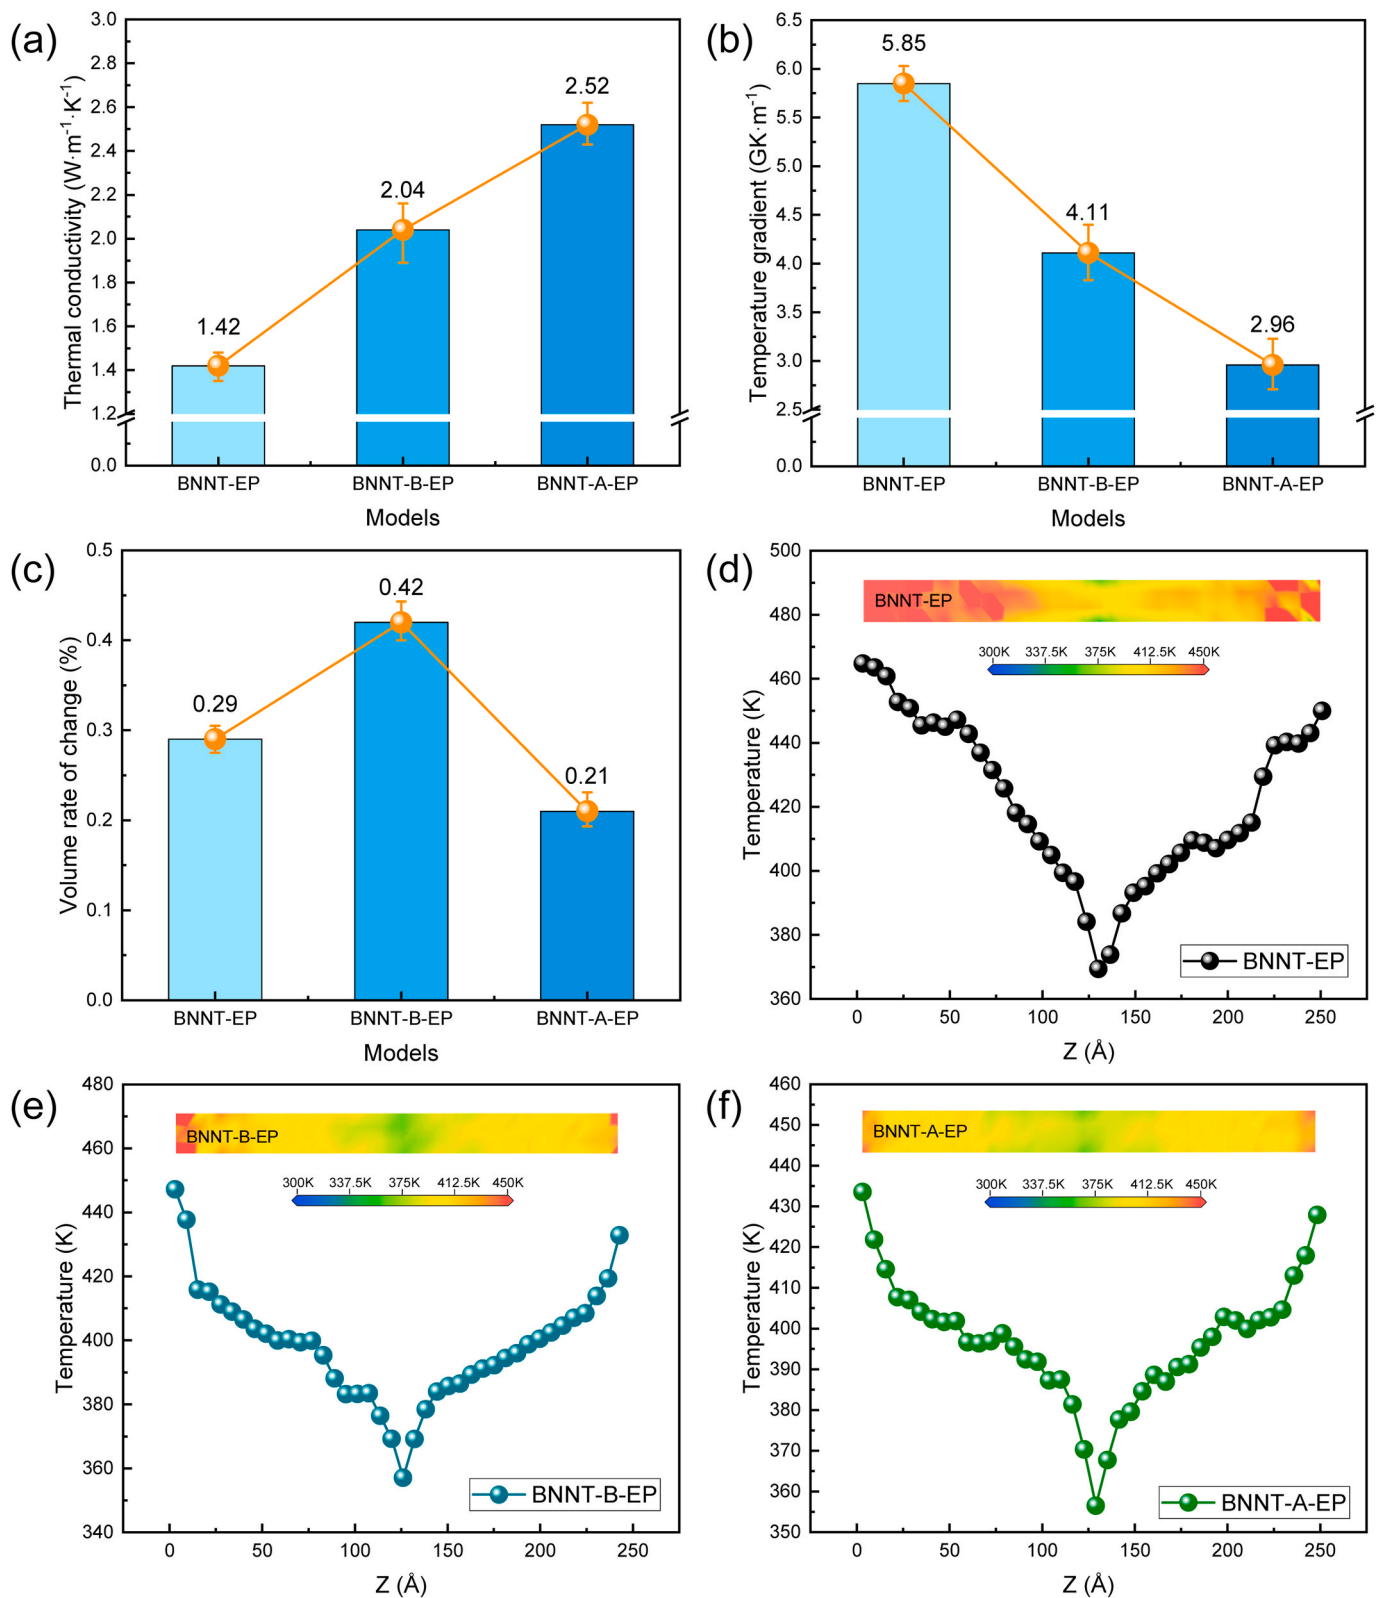 (a)
Thermal conductivity (W·m⁻¹·K⁻¹)
3.0
2.8
2.6
2.4
2.2
2.0
1.8
1.6
1.4
1.2
0.0
1.42
2.04
2.52
BNNT-EP BNNT-B-EP BNNT-A-EP
Models
(b)
Temperature gradient (GK·m⁻¹)
6.5
6.0
5.5
5.0
4.5
4.0
3.5
3.0
2.5
0.0
5.85
4.11
2.96
BNNT-EP BNNT-B-EP BNNT-A-EP
Models
(c)
Volume rate of change (%)
0.5
0.4
0.3
0.2
0.1
0.0
0.29
0.42
0.21
BNNT-EP BNNT-B-EP BNNT-A-EP
Models
(d)
Temperature (K)
500
480
460
440
420
400
380
360
BNNT-EP
300K 337.5K 375K 412.5K 450K
BNNT-EP
0 50 100 150 200 250
Z (Å)
(e)
Temperature (K)
480
460
440
420
400
380
360
340
BNNT-B-EP
300K 337.5K 375K 412.5K 450K
BNNT-B-EP
0 50 100 150 200 250
Z (Å)
(f)
Temperature (K)
460
450
440
430
420
410
400
390
380
370
360
350
BNNT-A-EP
300K 337.5K 375K 412.5K 450K
BNNT-A-EP
0 50 100 150 200 250
Z (Å)